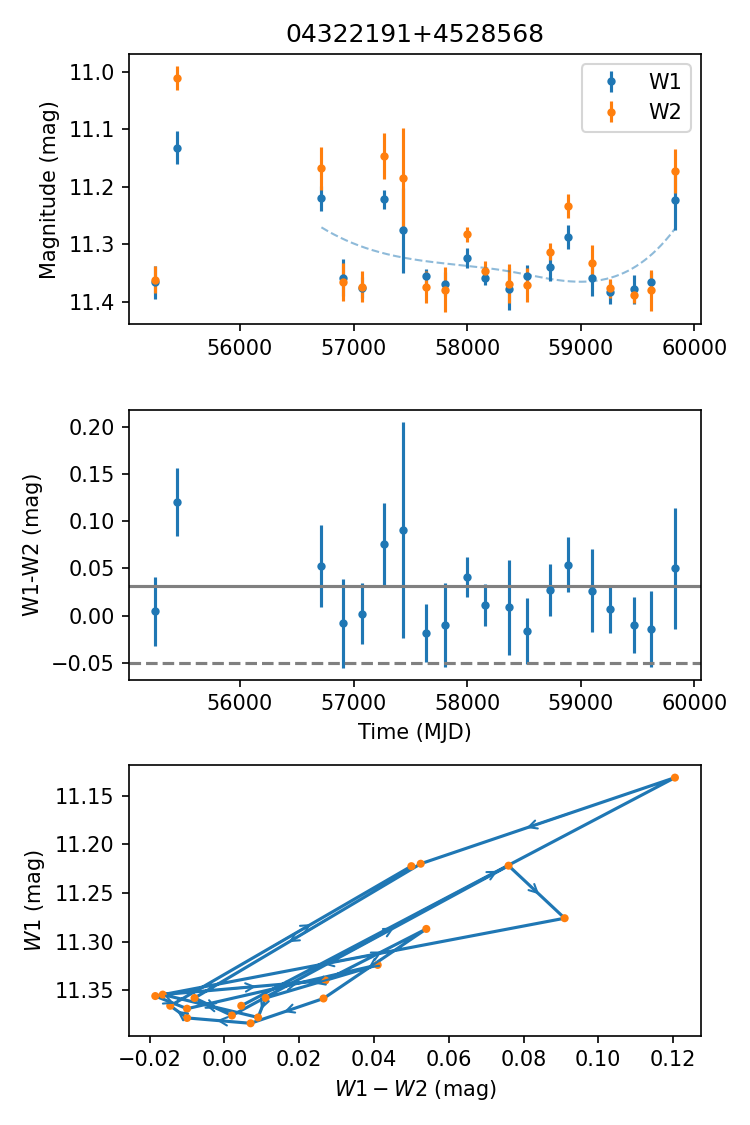 04322191+4528568
Magnitude (mag)
11.0
11.1
11.2
11.3
11.4
W1
W2
56000 57000 58000 59000 60000
W1-W2 (mag)
0.20
0.15
0.10
0.05
0.00
−0.05
56000 57000 58000 59000 60000
Time (MJD)
W1 (mag)
11.15
11.20
11.25
11.30
11.35
−0.02 0.00 0.02 0.04 0.06 0.08 0.10 0.12
W1 − W2 (mag)